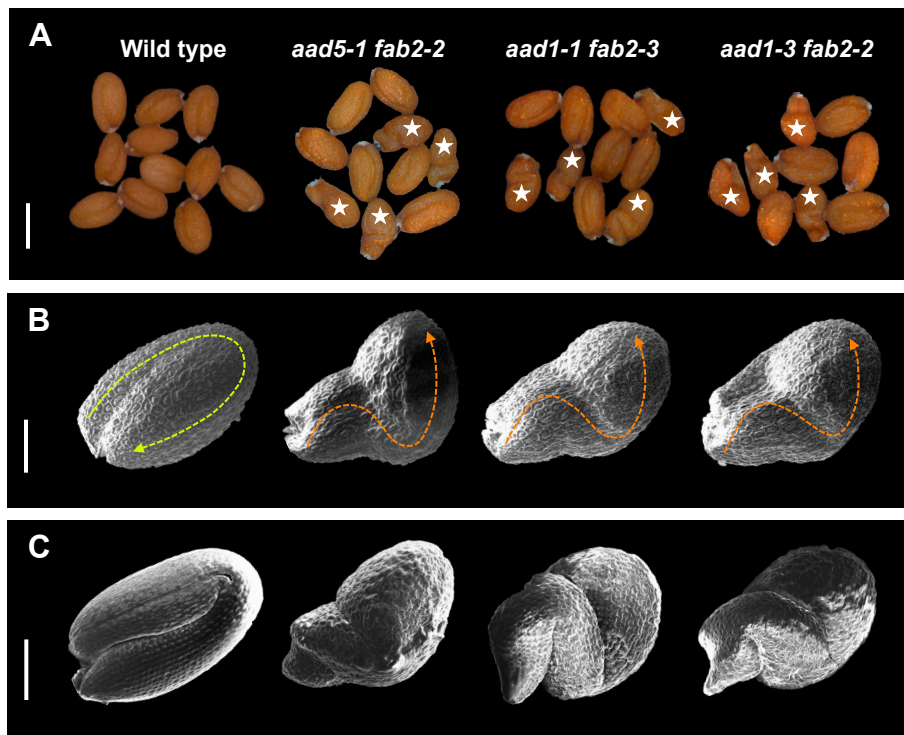 A
Wild type
aad5-1 fab2-2
aad1-1 fab2-3
aad1-3 fab2-2
B
C